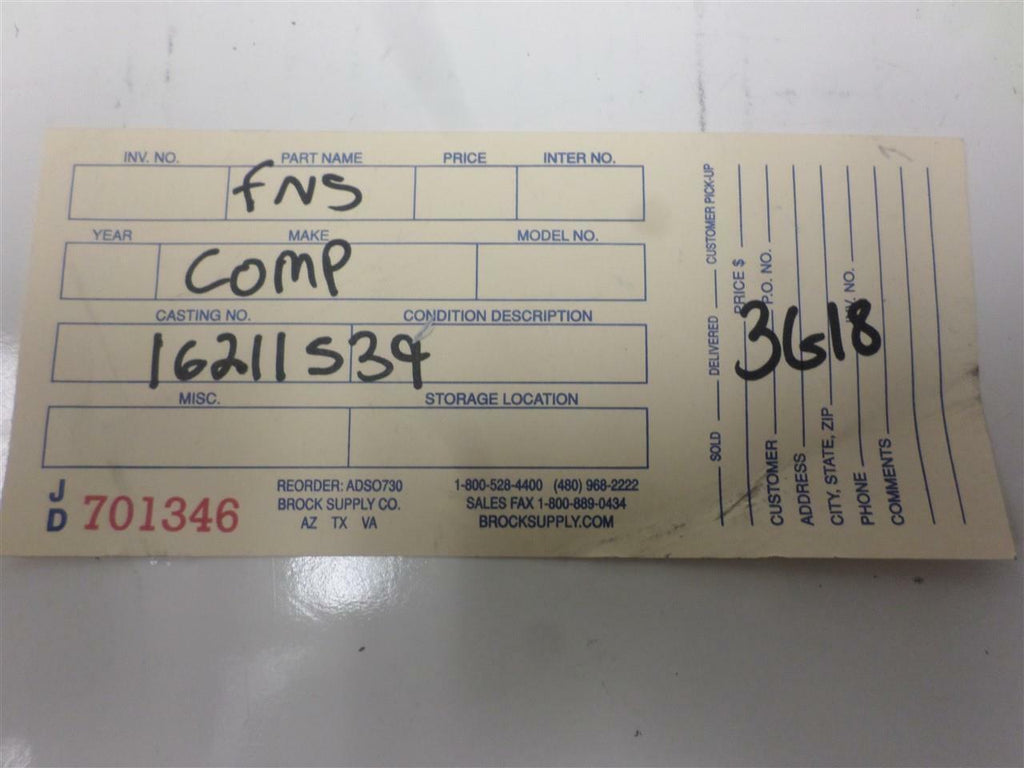 INV. NO. PART NAME PRICE INTER NO.
FNS
YEAR MAKE MODEL NO.
COMP
CASTING NO. CONDITION DESCRIPTION
16211539
MISC. STORAGE LOCATION
JD 701346
REORDER: ADSO730
BROCK SUPPLY CO.
AZ TX VA
1-800-528-4400 (480) 968-2222
SALES FAX 1-800-889-0434
BROCKSUPPLY.COM
SOLD DELIVERED CUSTOMER PICK-UP
PRICE $
CUSTOMER P.O. NO.
ADDRESS
CITY, STATE, ZIP
PHONE NO.
COMMENTS
3G18